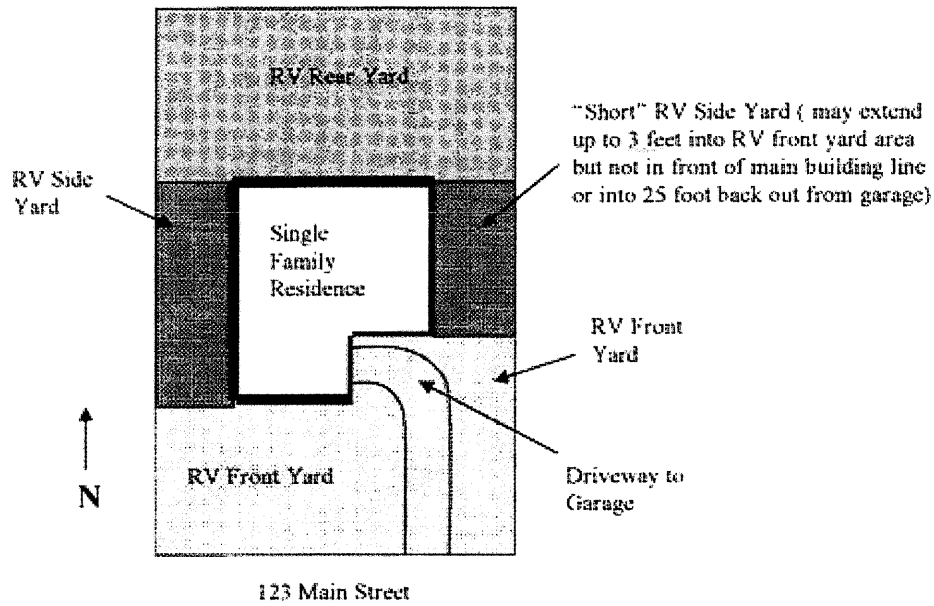 RV Rear Yard
"Short" RV Side Yard ( may extend
up to 3 feet into RV front yard area
but not in front of main building line
or into 25 foot back out from garage)
RV Side
Yard
Single
Family
Residence
RV Front
Yard
N
RV Front Yard
Driveway to
Garage
123 Main Street